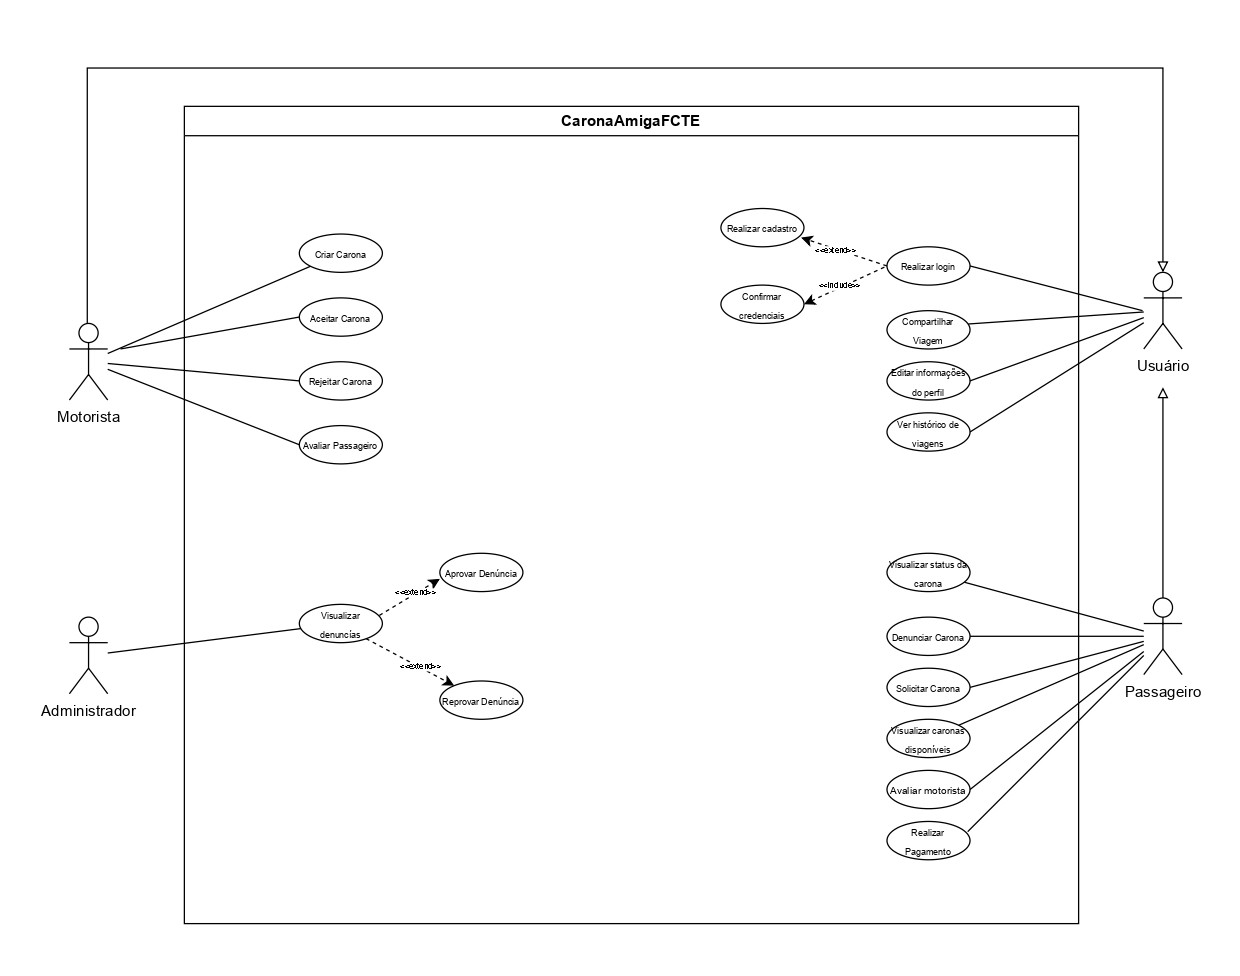 CaronaAmigaFCTE
Criar Carona
Aceitar Carona
Rejeitar Carona
Avaliar Passageiro
Motorista
Realizar cadastro
<<extend>>
Realizar login
<<include>>
Confirmar
credenciais
Compartilhar
Viagem
Editar informações
do perfil
Ver histórico de
viagens
Usuário
Aprovar Denúncia
<<extend>>
Visualizar
denuncías
<<extend>>
Reprovar Denúncia
Administrador
Visualizar status da
carona
Denunciar Carona
Solicitar Carona
Visualizar caronas
disponíveis
Avaliar motorista
Realizar
Pagamento
Passageiro